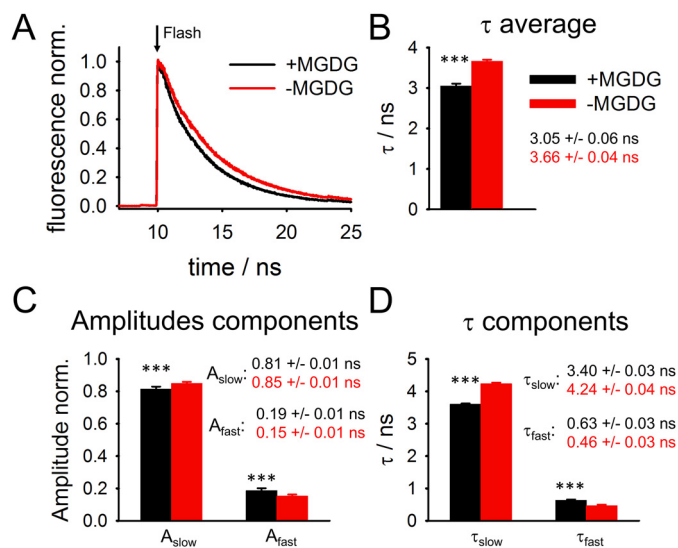 A
Flash
+MGDG
-MGDG
fluorescence norm.
1.0
0.8
0.6
0.4
0.2
0.0
10 15 20 25
time / ns
B
τ average
τ / ns
4
3
2
1
0
***
+MGDG
-MGDG
3.05 +/- 0.06 ns
3.66 +/- 0.04 ns
C
Amplitudes components
Amplitude norm.
1.0
0.8
0.6
0.4
0.2
0.0
***
***
Aslow: 0.81 +/- 0.01 ns
0.85 +/- 0.01 ns
Afast: 0.19 +/- 0.01 ns
0.15 +/- 0.01 ns
Aslow Afast
D
τ components
τ / ns
5
4
3
2
1
0
***
***
τslow: 3.40 +/- 0.03 ns
4.24 +/- 0.04 ns
τfast: 0.63 +/- 0.03 ns
0.46 +/- 0.03 ns
τslow τfast